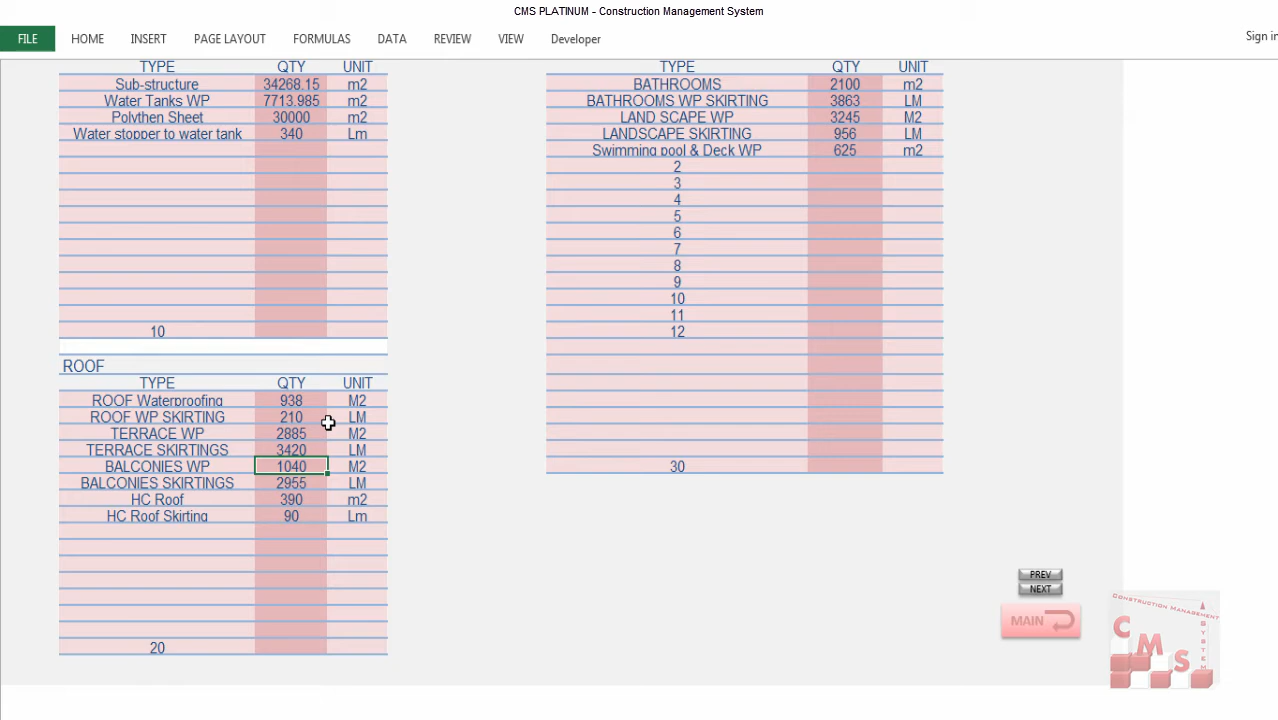 CMS PLATINUM - Construction Management System
FILE HOME INSERT PAGE LAYOUT FORMULAS DATA REVIEW VIEW Developer Sign in
TYPE QTY UNIT
Sub-structure 34268.15 m2
Water Tanks WP 7713.985 m2
Polythen Sheet 30000 m2
Water stopper to water tank 340 Lm
10
ROOF
TYPE QTY UNIT
ROOF Waterproofing 938 M2
ROOF WP SKIRTING 210 LM
TERRACE WP 2885 M2
TERRACE SKIRTINGS 3420 LM
BALCONIES WP 1040 M2
BALCONIES SKIRTINGS 2955 LM
HC Roof 390 m2
HC Roof Skirting 90 Lm
20
TYPE QTY UNIT
BATHROOMS 2100 m2
BATHROOMS WP SKIRTING 3863 LM
LAND SCAPE WP 3245 M2
LANDSCAPE SKIRTING 956 LM
Swimming pool & Deck WP 625 m2
2
3
4
5
6
7
8
9
10
11
12
30
PREV
NEXT
MAIN
CONSTRUCTION MANAGEMENT
SYSTEM
CMS